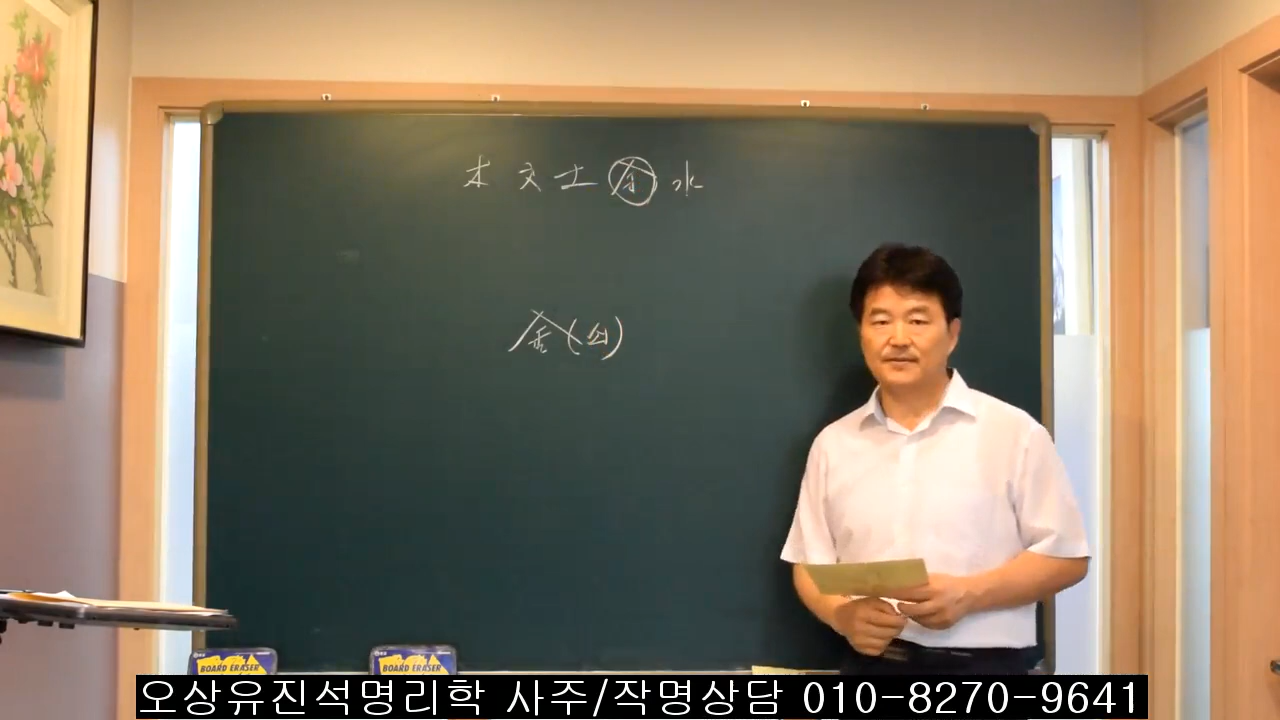 木 火 土 金 水
金(쇠)
BOARD ERASER
BOARD ERASER
오상유진석명리학 사주/작명상담 010-8270-9641